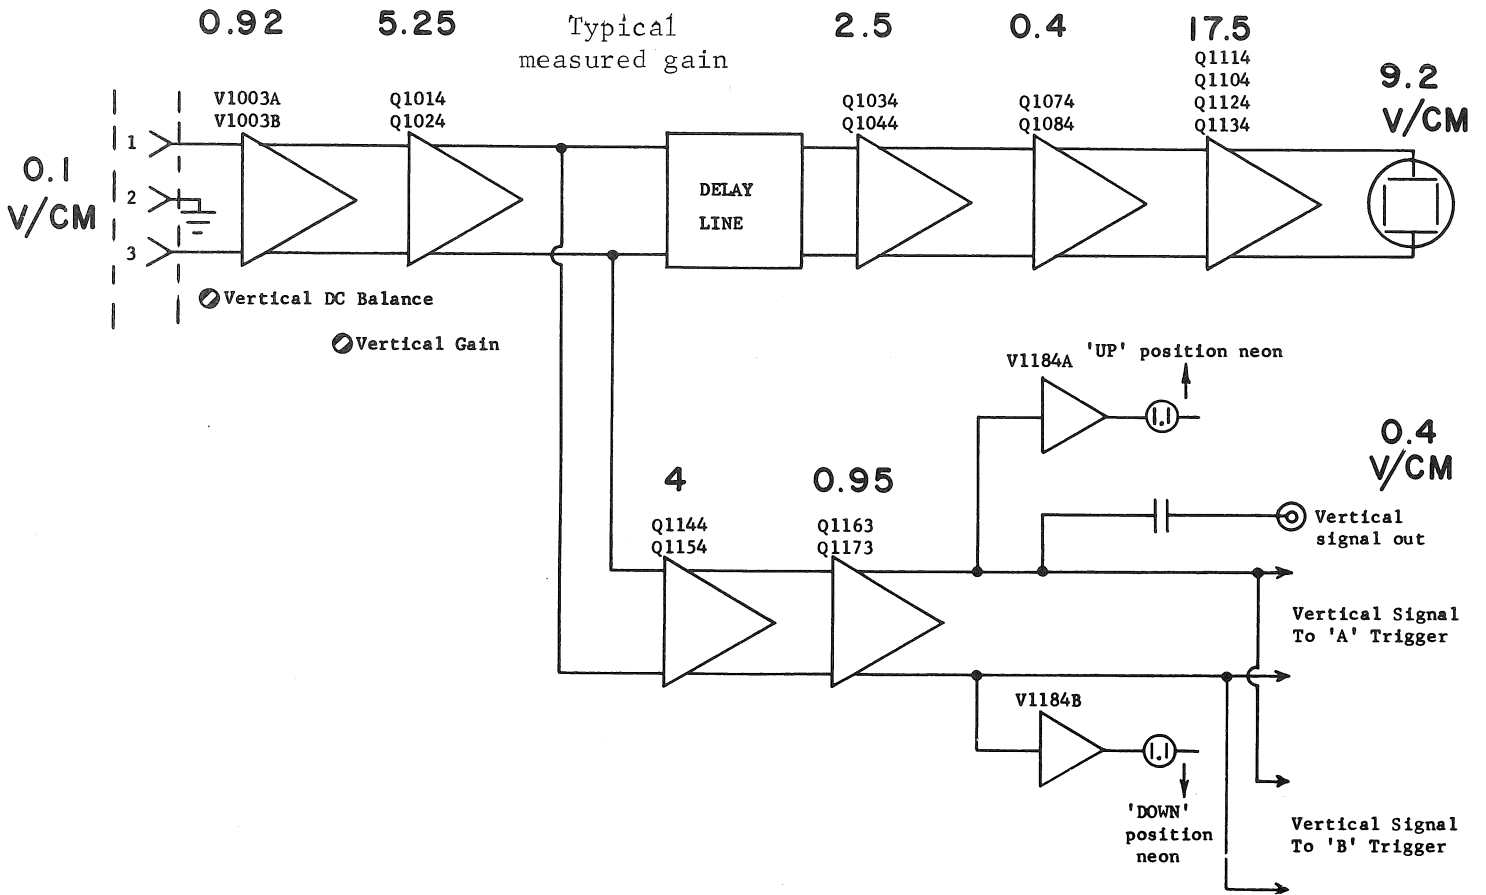 0.92
5.25
Typical
measured gain
2.5
0.4
17.5
V1003A
V1003B
Q1014
Q1024
Q1034
Q1044
Q1074
Q1084
Q1114
Q1104
Q1124
Q1134
9.2
V/CM
0.1
V/CM
1
2
3
DELAY
LINE
Vertical DC Balance
Vertical Gain
V1184A
'UP' position neon
0.4
V/CM
4
0.95
Q1144
Q1154
Q1163
Q1173
Vertical
signal out
Vertical Signal
To 'A' Trigger
V1184B
'DOWN'
position
neon
Vertical Signal
To 'B' Trigger